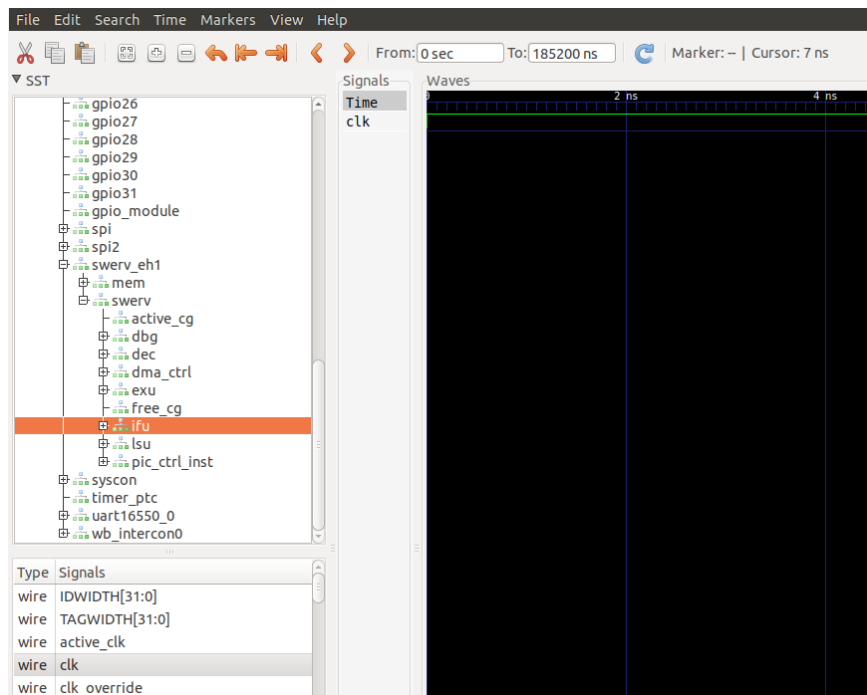 File Edit Search Time Markers View Help
From: 0 sec To: 185200 ns Marker: -- | Cursor: 7 ns
SST
gpio26
gpio27
gpio28
gpio29
gpio30
gpio31
gpio_module
spi
spi2
swerv_eh1
mem
swerv
active_cg
dbg
dec
dma_ctrl
exu
free_cg
ifu
lsu
pic_ctrl_inst
syscon
timer_ptc
uart16550_0
wb_intercon0
Type Signals
wire IDWIDTH[31:0]
wire TAGWIDTH[31:0]
wire active_clk
wire clk
wire clk_override
Signals
Time
clk
Waves
0 2 ns 4 ns